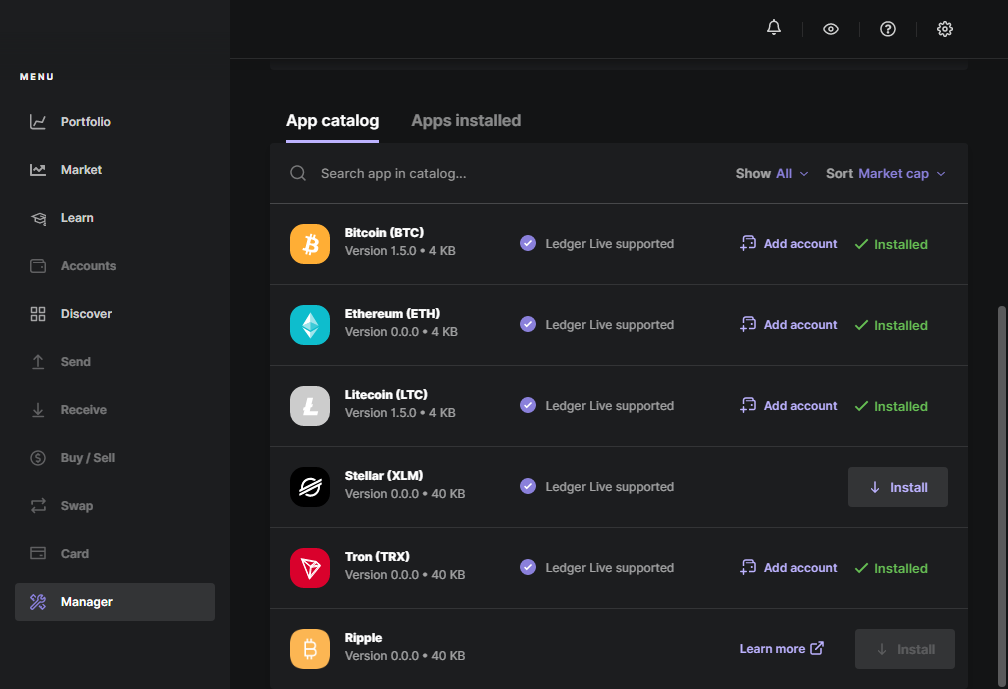 MENU
Portfolio
Market
Learn
Accounts
Discover
Send
Receive
Buy / Sell
Swap
Card
Manager
App catalog Apps installed
Search app in catalog... Show All Sort Market cap
Bitcoin (BTC)
Version 1.5.0 • 4 KB
Ledger Live supported Add account Installed
Ethereum (ETH)
Version 0.0.0 • 4 KB
Ledger Live supported Add account Installed
Litecoin (LTC)
Version 1.5.0 • 4 KB
Ledger Live supported Add account Installed
Stellar (XLM)
Version 0.0.0 • 40 KB
Ledger Live supported Install
Tron (TRX)
Version 0.0.0 • 40 KB
Ledger Live supported Add account Installed
Ripple
Version 0.0.0 • 40 KB
Learn more Install